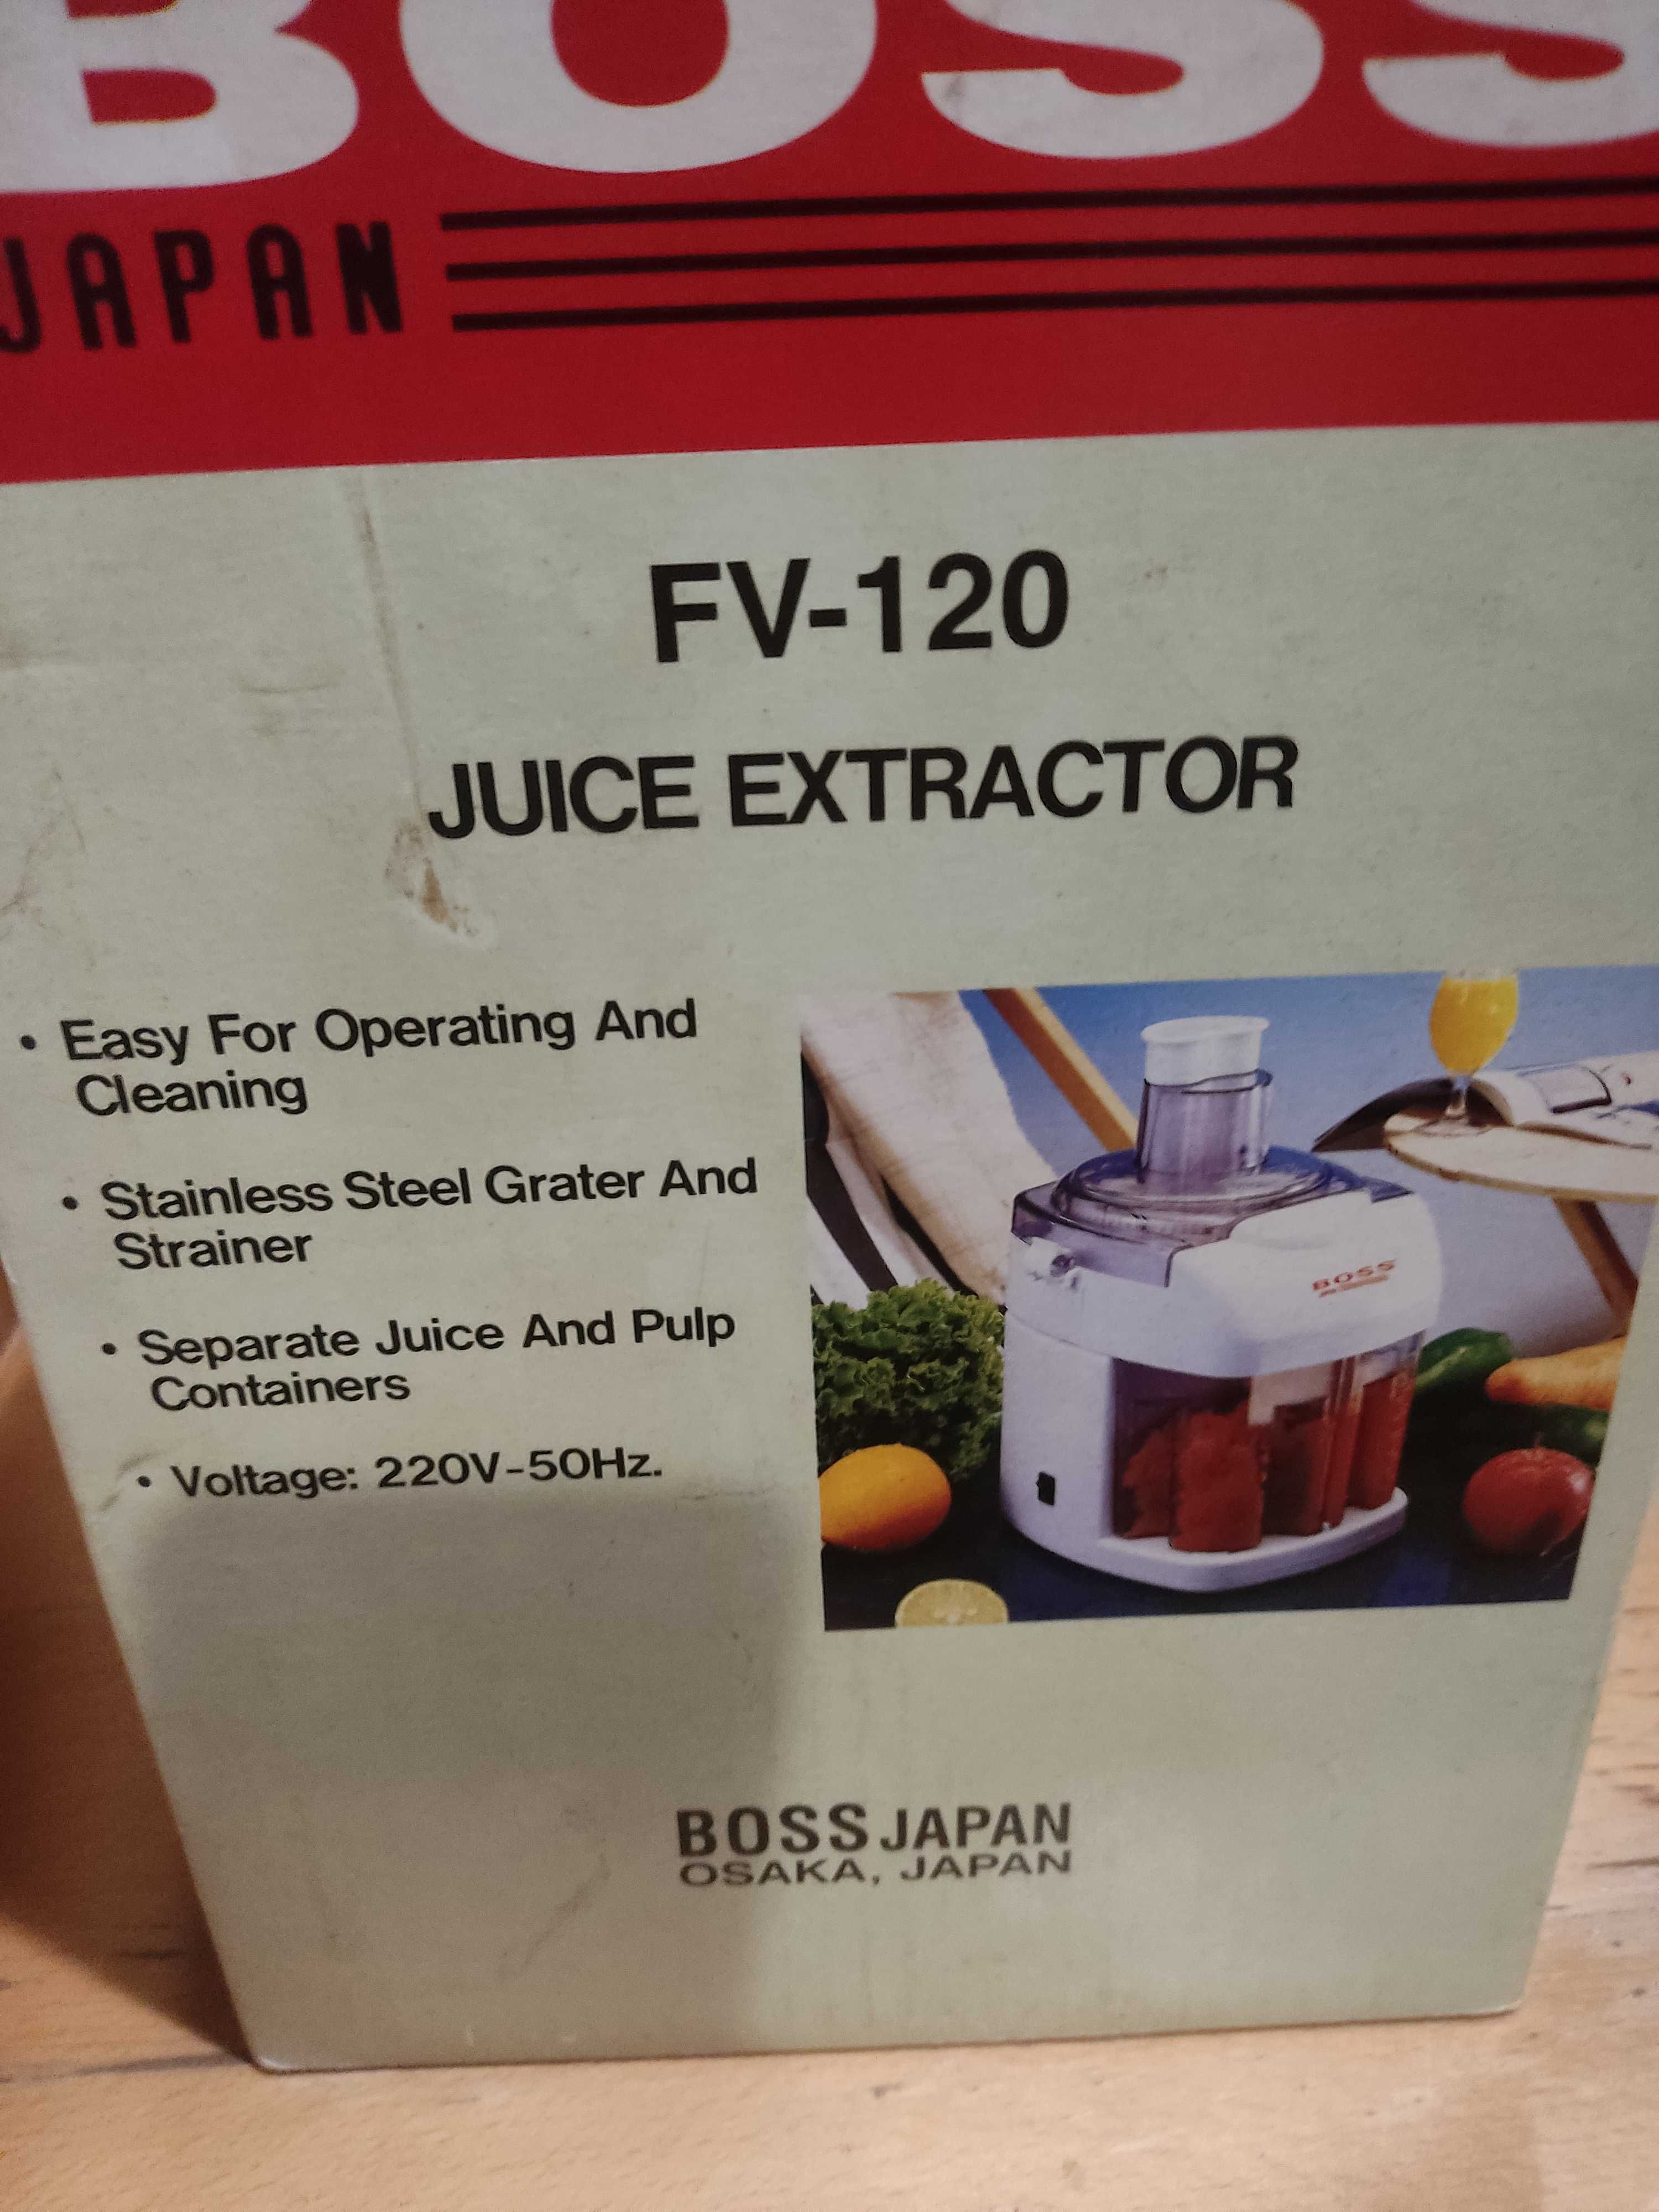 BOSS
JAPAN
FV-120
JUICE EXTRACTOR
• Easy For Operating And
Cleaning
• Stainless Steel Grater And
Strainer
• Separate Juice And Pulp
Containers
• Voltage: 220V-50Hz.
BOSS
BOSS JAPAN
OSAKA, JAPAN